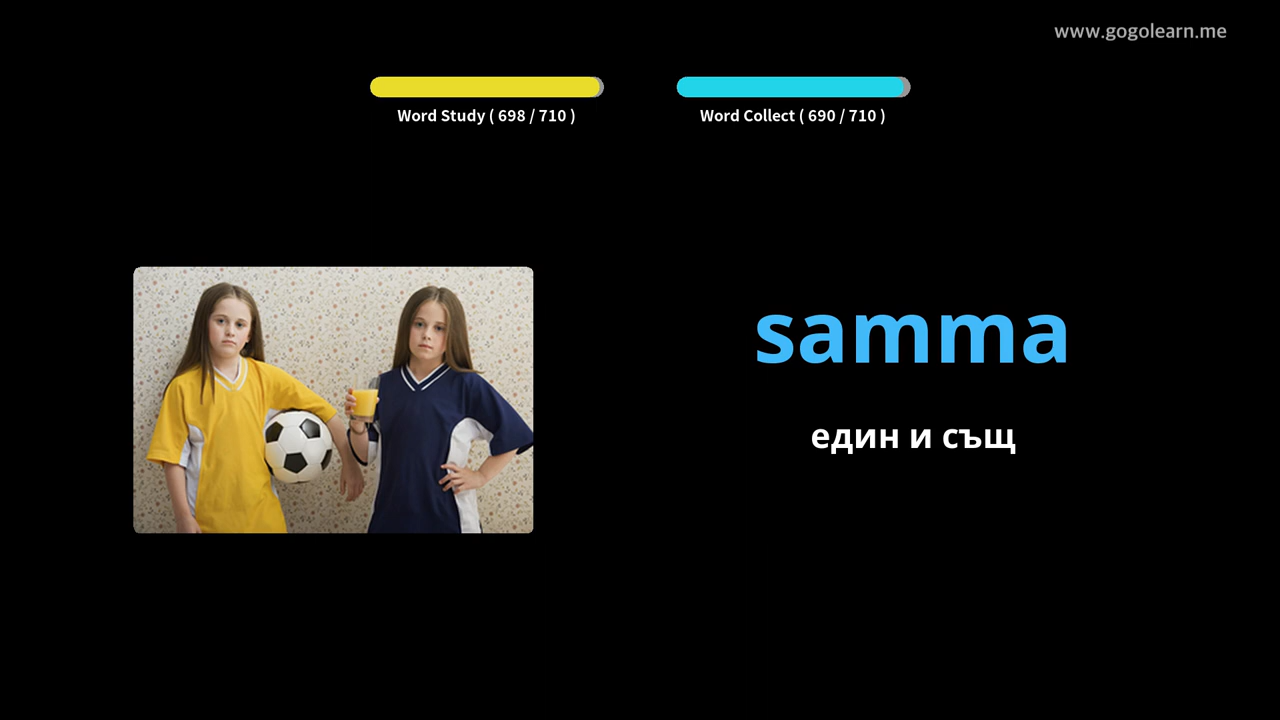 www.gogolearn.me
Word Study ( 698 / 710 )
Word Collect ( 690 / 710 )
samma
един и същ